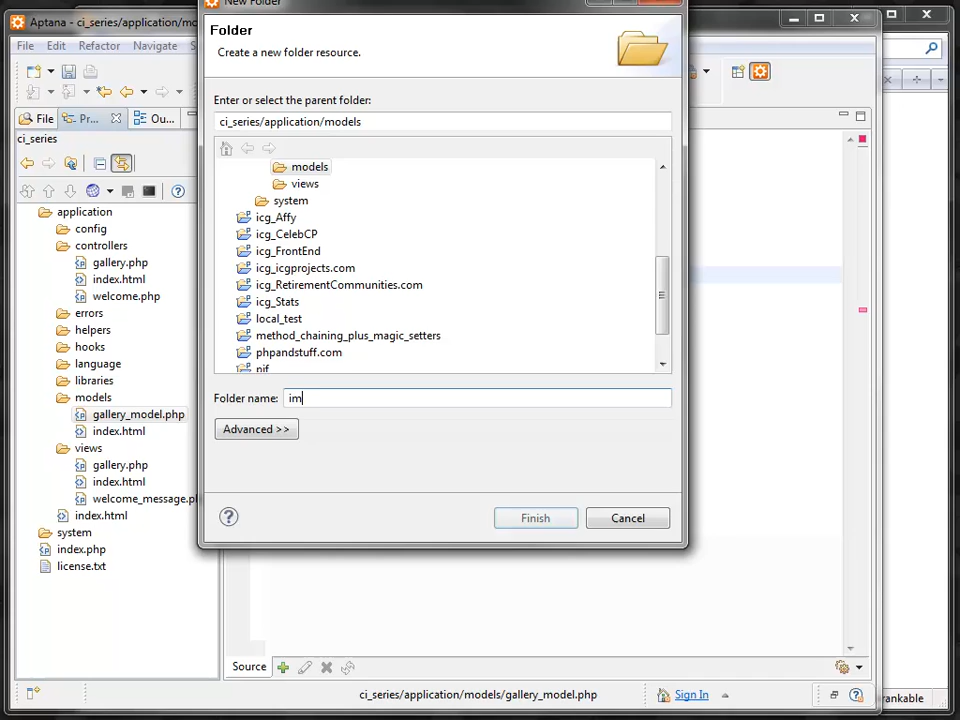 Aptana - ci_series/application/mo
New Folder
File Edit Refactor Navigate
Folder
Create a new folder resource.
Enter or select the parent folder:
ci_series/application/models
File Pr... Ou...
ci_series
models
views
system
icg_Affy
icg_CelebCP
icg_FrontEnd
icg_icgprojects.com
icg_RetirementCommunities.com
icg_Stats
local_test
method_chaining_plus_magic_setters
phpandstuff.com
pif
Folder name: im
Advanced >>
Finish Cancel
application
config
controllers
gallery.php
index.html
welcome.php
errors
helpers
hooks
language
libraries
models
gallery_model.php
index.html
views
gallery.php
index.html
welcome_message.p
index.html
system
index.php
license.txt
Source
ci_series/application/models/gallery_model.php
Sign In
rankable